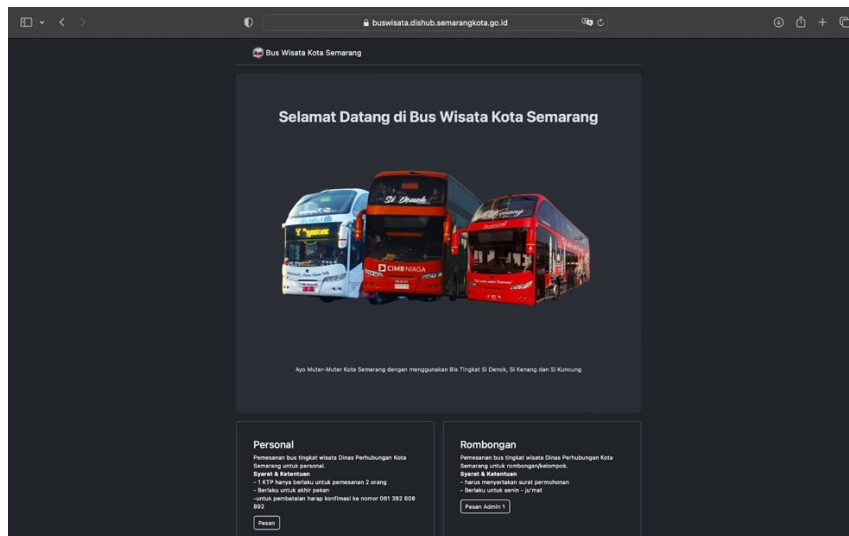 buswisata.dishub.semarangkota.go.id
Bus Wisata Kota Semarang
Selamat Datang di Bus Wisata Kota Semarang
Si Denok
CIMB NIAGA
Ayo Muter-Muter Kota Semarang dengan menggunakan Bis Tingkat Si Denok, Si Kenang dan Si Kuncung
Personal
Pemesanan bus tingkat wisata Dinas Perhubungan Kota
Semarang untuk personal.
Syarat & Ketentuan
- 1 KTP hanya berlaku untuk pemesanan 2 orang
- Berlaku untuk akhir pekan
-untuk pembatalan harap konfimasi ke nomor 081 392 608
892
Pesan
Rombongan
Pemesanan bus tingkat wisata Dinas Perhubungan Kota
Semarang untuk rombongan/kelompok.
Syarat & Ketentuan
- harus menyertakan surat permohonan
- Berlaku untuk senin - ju'mat
Pesan Admin 1